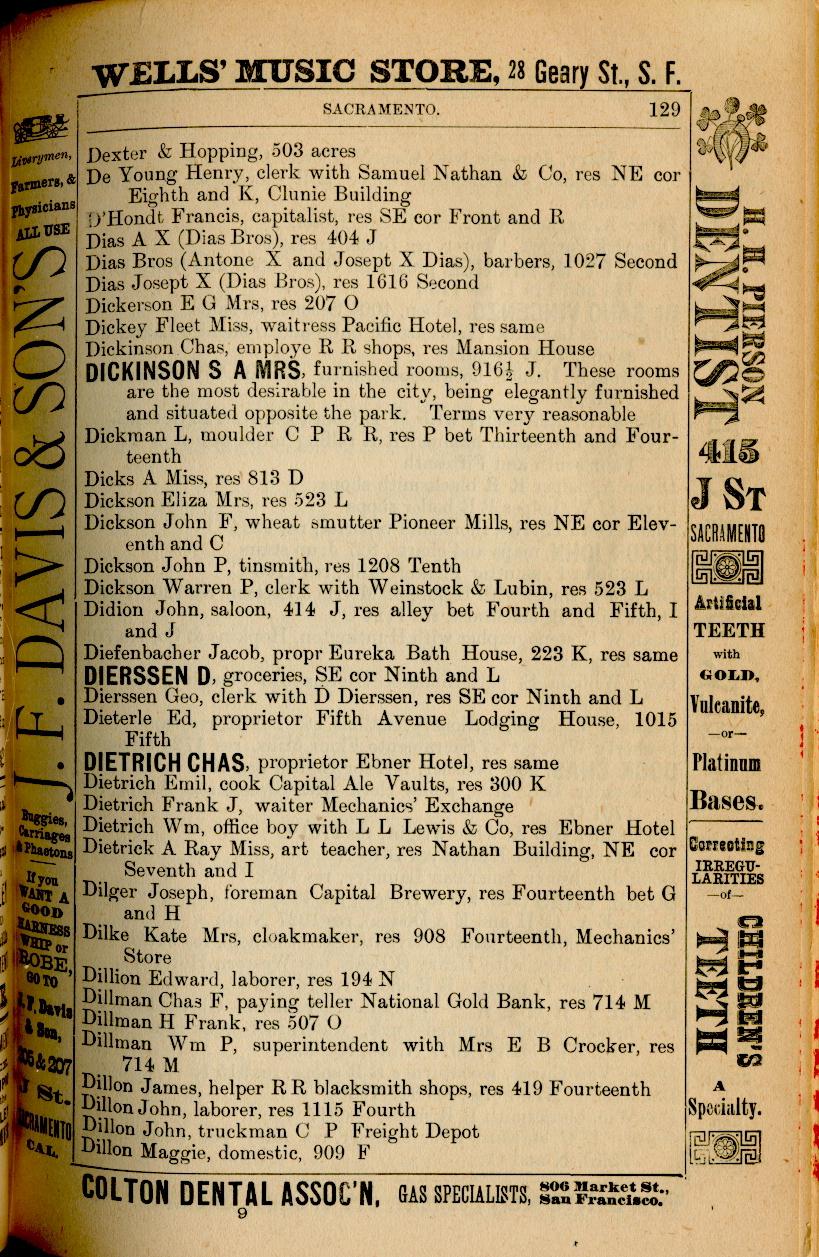 WELLS' MUSIC STORE, 28 Geary St., S. F.
SACRAMENTO. 129
Dexter & Hopping, 503 acres
De Young Henry, clerk with Samuel Nathan & Co, res NE cor
Eighth and K, Clunie Building
D'Hondt Francis, capitalist, res SE cor Front and R
Dias A X (Dias Bros), res 404 J
Dias Bros (Antone X and Josept X Dias), barbers, 1027 Second
Dias Josept X (Dias Bros), res 1616 Second
Dickerson E G Mrs, res 207 O
Dickey Fleet Miss, waitress Pacific Hotel, res same
Dickinson Chas, employe R R shops, res Mansion House
DICKINSON S A MRS, furnished rooms, 916½ J. These rooms
are the most desirable in the city, being elegantly furnished
and situated opposite the park. Terms very reasonable
Dickman L, moulder C P R R, res P bet Thirteenth and Four-
teenth
Dicks A Miss, res 813 D
Dickson Eliza Mrs, res 523 L
Dickson John F, wheat smutter Pioneer Mills, res NE cor Elev-
enth and C
Dickson John P, tinsmith, res 1208 Tenth
Dickson Warren P, clerk with Weinstock & Lubin, res 523 L
Didion John, saloon, 414 J, res alley bet Fourth and Fifth, I
and J
Diefenbacher Jacob, propr Eureka Bath House, 223 K, res same
DIERSSEN D, groceries, SE cor Ninth and L
Dierssen Geo, clerk with D Dierssen, res SE cor Ninth and L
Dieterle Ed, proprietor Fifth Avenue Lodging House, 1015
Fifth
DIETRICH CHAS, proprietor Ebner Hotel, res same
Dietrich Emil, cook Capital Ale Vaults, res 300 K
Dietrich Frank J, waiter Mechanics' Exchange
Dietrich Wm, office boy with L L Lewis & Co, res Ebner Hotel
Dietrick A Ray Miss, art teacher, res Nathan Building, NE cor
Seventh and I
Dilger Joseph, foreman Capital Brewery, res Fourteenth bet G
and H
Dilke Kate Mrs, cloakmaker, res 908 Fourteenth, Mechanics'
Store
Dillion Edward, laborer, res 194 N
Dillman Chas F, paying teller National Gold Bank, res 714 M
Dillman H Frank, res 507 O
Dillman Wm P, superintendent with Mrs E B Crocker, res
714 M
Dillon James, helper R R blacksmith shops, res 419 Fourteenth
Dillon John, laborer, res 1115 Fourth
Dillon John, truckman C P Freight Depot
Dillon Maggie, domestic, 909 F
COLTON DENTAL ASSOC'N, GAS SPECIALISTS, 806 Market St.,
San Francisco.
9
Liverymen,
Farmers, &
Physicians
ALL USE
J. F. DAVIS & SON'S
Buggies,
Carriages
& Phaetons
If you
WANT A
GOOD
HARNESS
WHIP or
ROBE,
GO TO
J. F. Davis
& Son,
205 & 207
J St.
SACRAMENTO
CAL.
H. H. PIERSON
DENTIST
415
J ST
SACRAMENTO
Artificial
TEETH
with
GOLD,
Vulcanite,
—or—
Platinum
Bases.
Correcting
IRREGU-
LARITIES
—of—
CHILDREN'S
TEETH
A
Specialty.